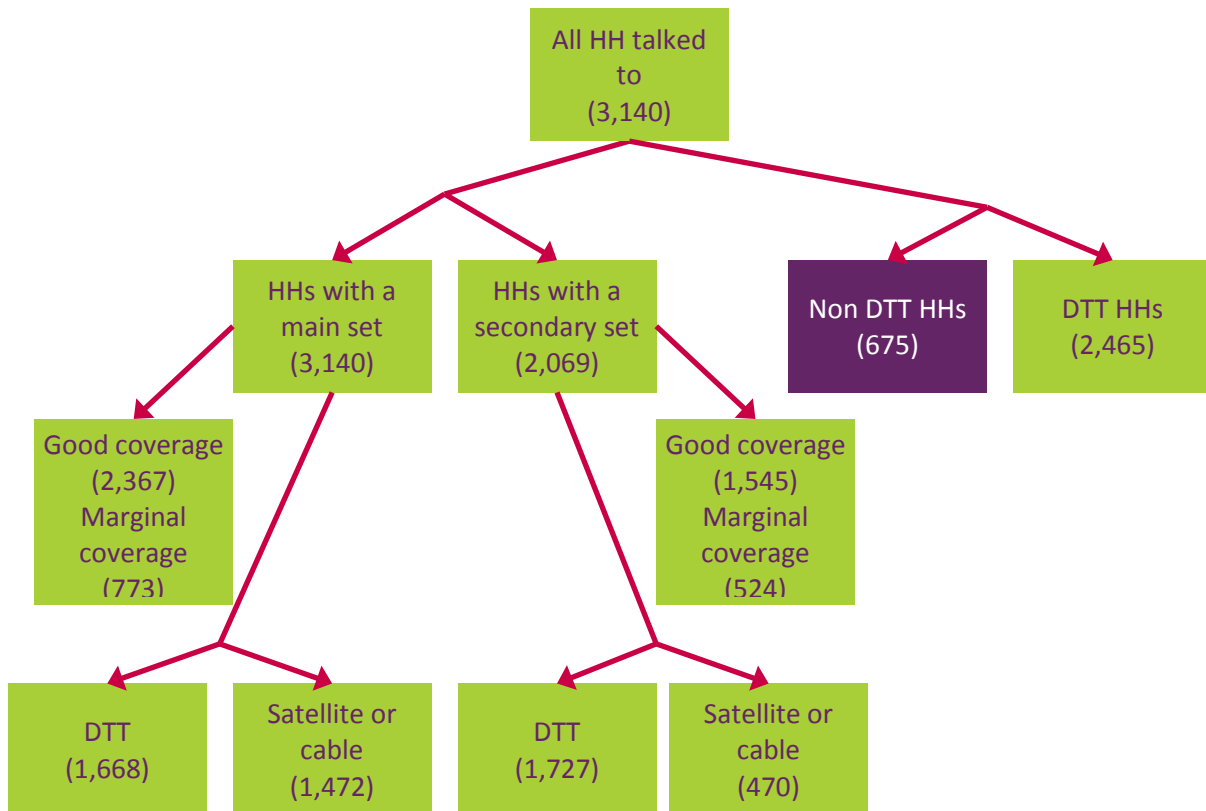 All HH talked
to
(3,140)
HHs with a
main set
(3,140)
HHs with a
secondary set
(2,069)
Non DTT HHs
(675)
DTT HHs
(2,465)
Good coverage
(2,367)
Marginal
coverage
(773)
Good coverage
(1,545)
Marginal
coverage
(524)
DTT
(1,668)
Satellite or
cable
(1,472)
DTT
(1,727)
Satellite or
cable
(470)